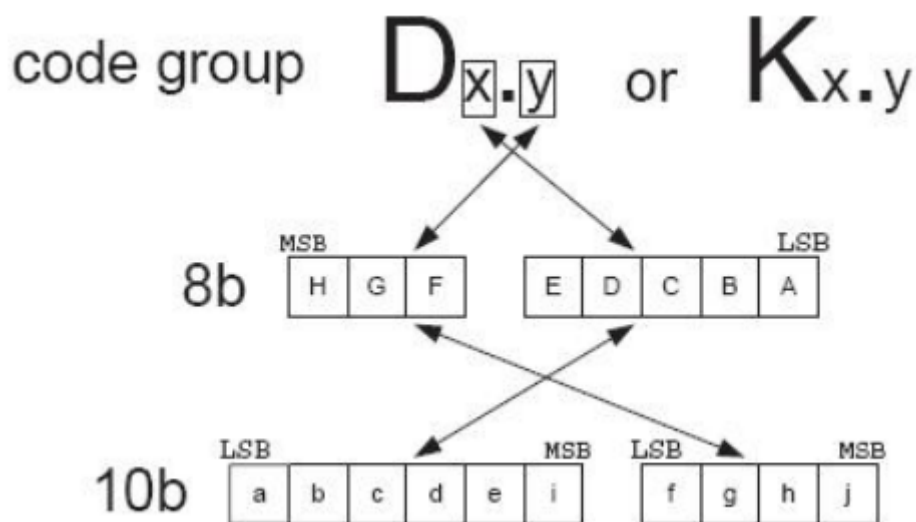 code group Dx.y or Kx.y
MSB LSB
8b H G F E D C B A
LSB MSB LSB MSB
10b a b c d e i f g h j